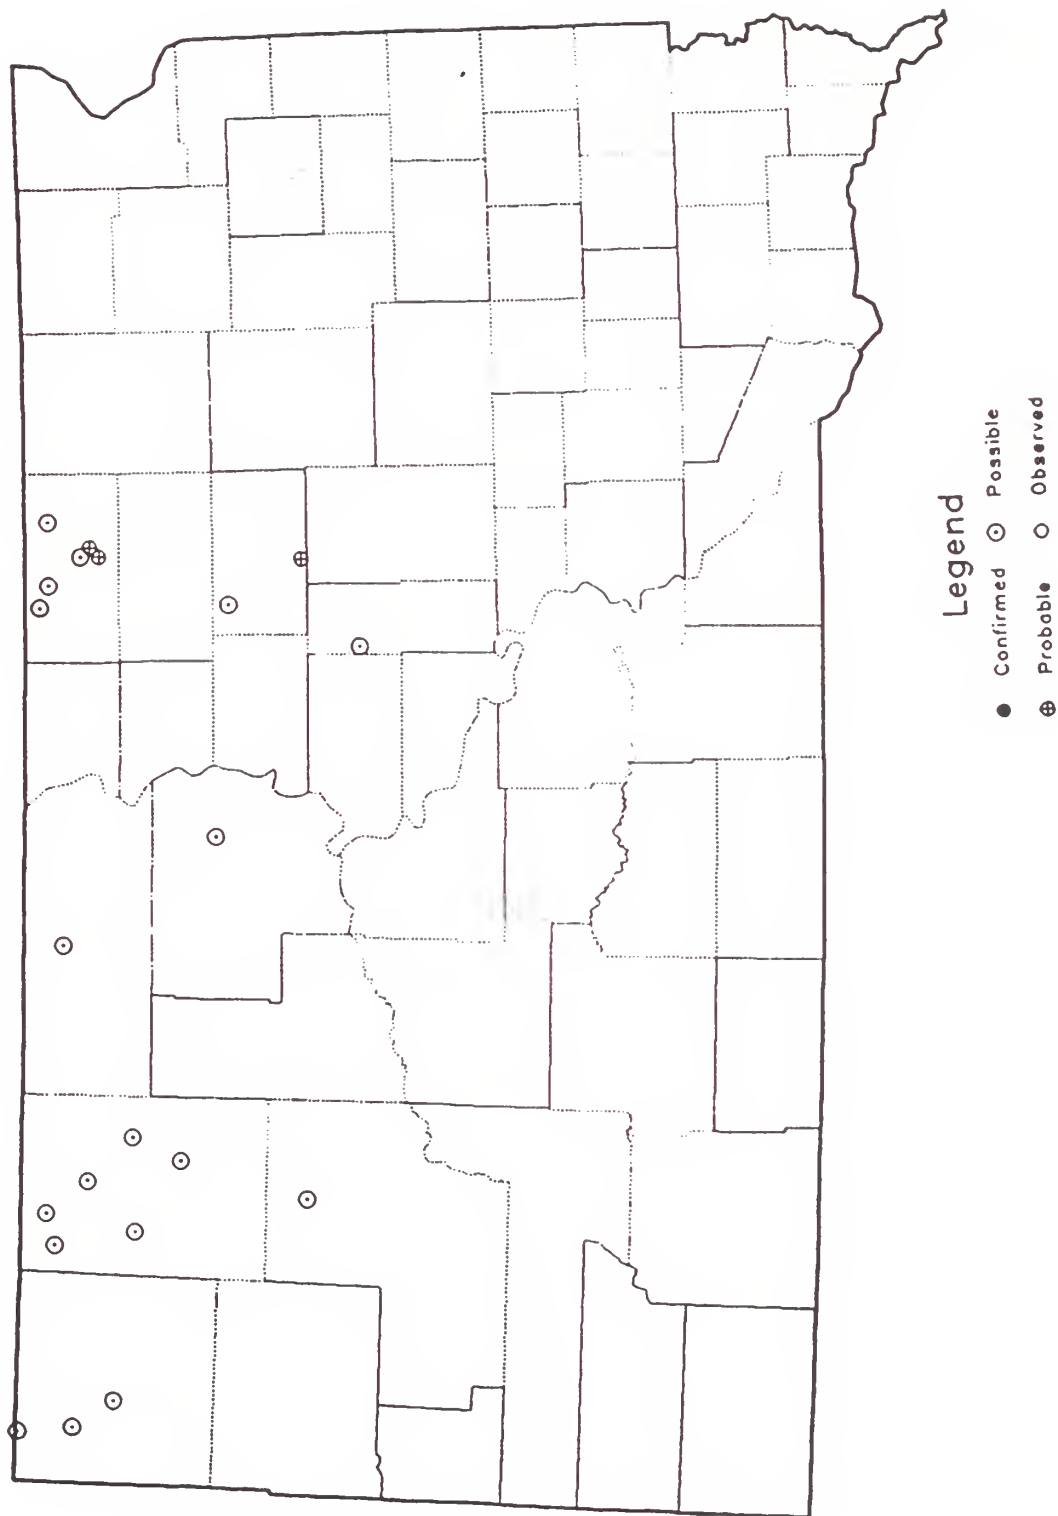 Legend
● Confirmed ⊙ Possible
⊕ Probable ○ Observed